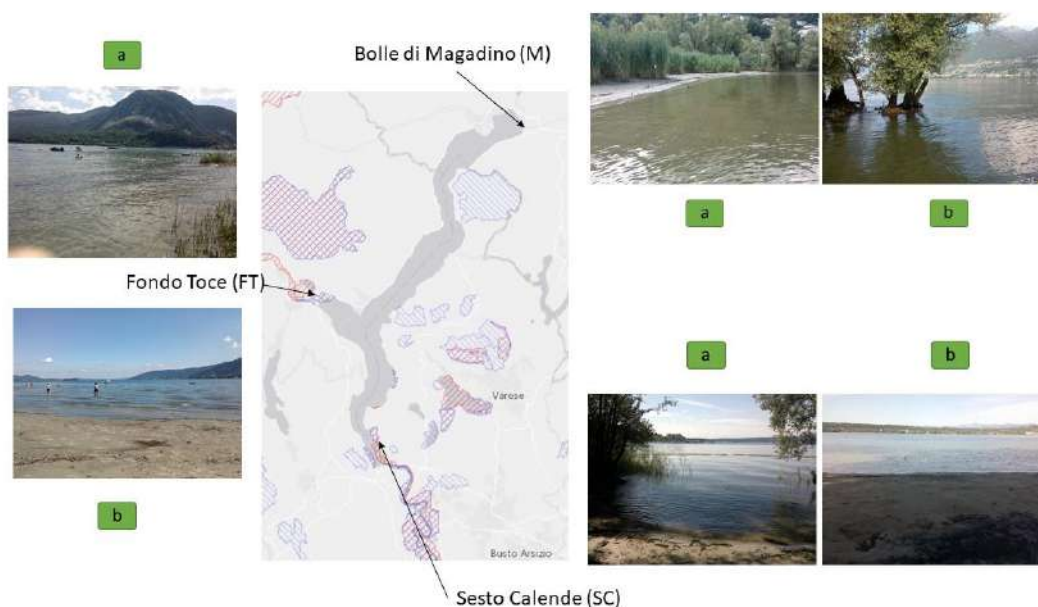 a
Bolle di Magadino (M)
a
b
Fondo Toce (FT)
a
b
Varese
b
Busto Arsizio
Sesto Calende (SC)